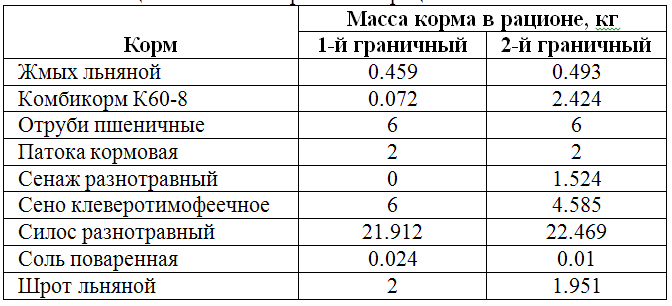 Корм Масса корма в рационе, кг
1-й граничный 2-й граничный
Жмых льняной 0.459 0.493
Комбикорм К60-8 0.072 2.424
Отруби пшеничные 6 6
Патока кормовая 2 2
Сенаж разнотравный 0 1.524
Сено клеверотимофеечное 6 4.585
Силос разнотравный 21.912 22.469
Соль поваренная 0.024 0.01
Шрот льняной 2 1.951